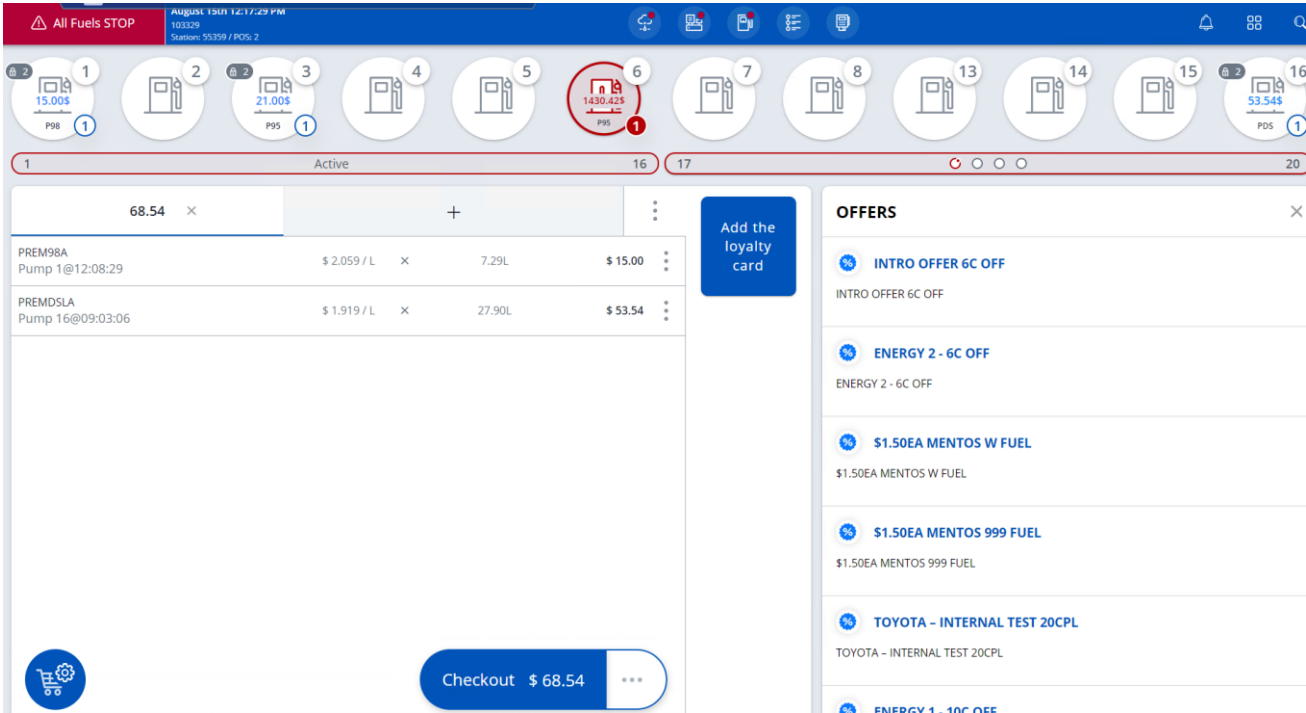 All Fuels STOP
August 15th 12:17:29 PM
103329
Station: 55359 / POS: 2
2 1 15.00$ P98 1
2
2 3 21.00$ P95 1
4
5
6 1430.42$ P95 1
7
8
13
14
15
2 16 53.54$ PDS 1
1 Active 16
17 20
68.54 × +
PREM98A
Pump 1@12:08:29
$ 2.059 / L × 7.29L $ 15.00
PREMDSLA
Pump 16@09:03:06
$ 1.919 / L × 27.90L $ 53.54
Checkout $ 68.54
Add the
loyalty
card
OFFERS ×
% INTRO OFFER 6C OFF
INTRO OFFER 6C OFF
% ENERGY 2 - 6C OFF
ENERGY 2 - 6C OFF
% $1.50EA MENTOS W FUEL
$1.50EA MENTOS W FUEL
% $1.50EA MENTOS 999 FUEL
$1.50EA MENTOS 999 FUEL
% TOYOTA – INTERNAL TEST 20CPL
TOYOTA – INTERNAL TEST 20CPL
% ENERGY 1 - 10C OFF